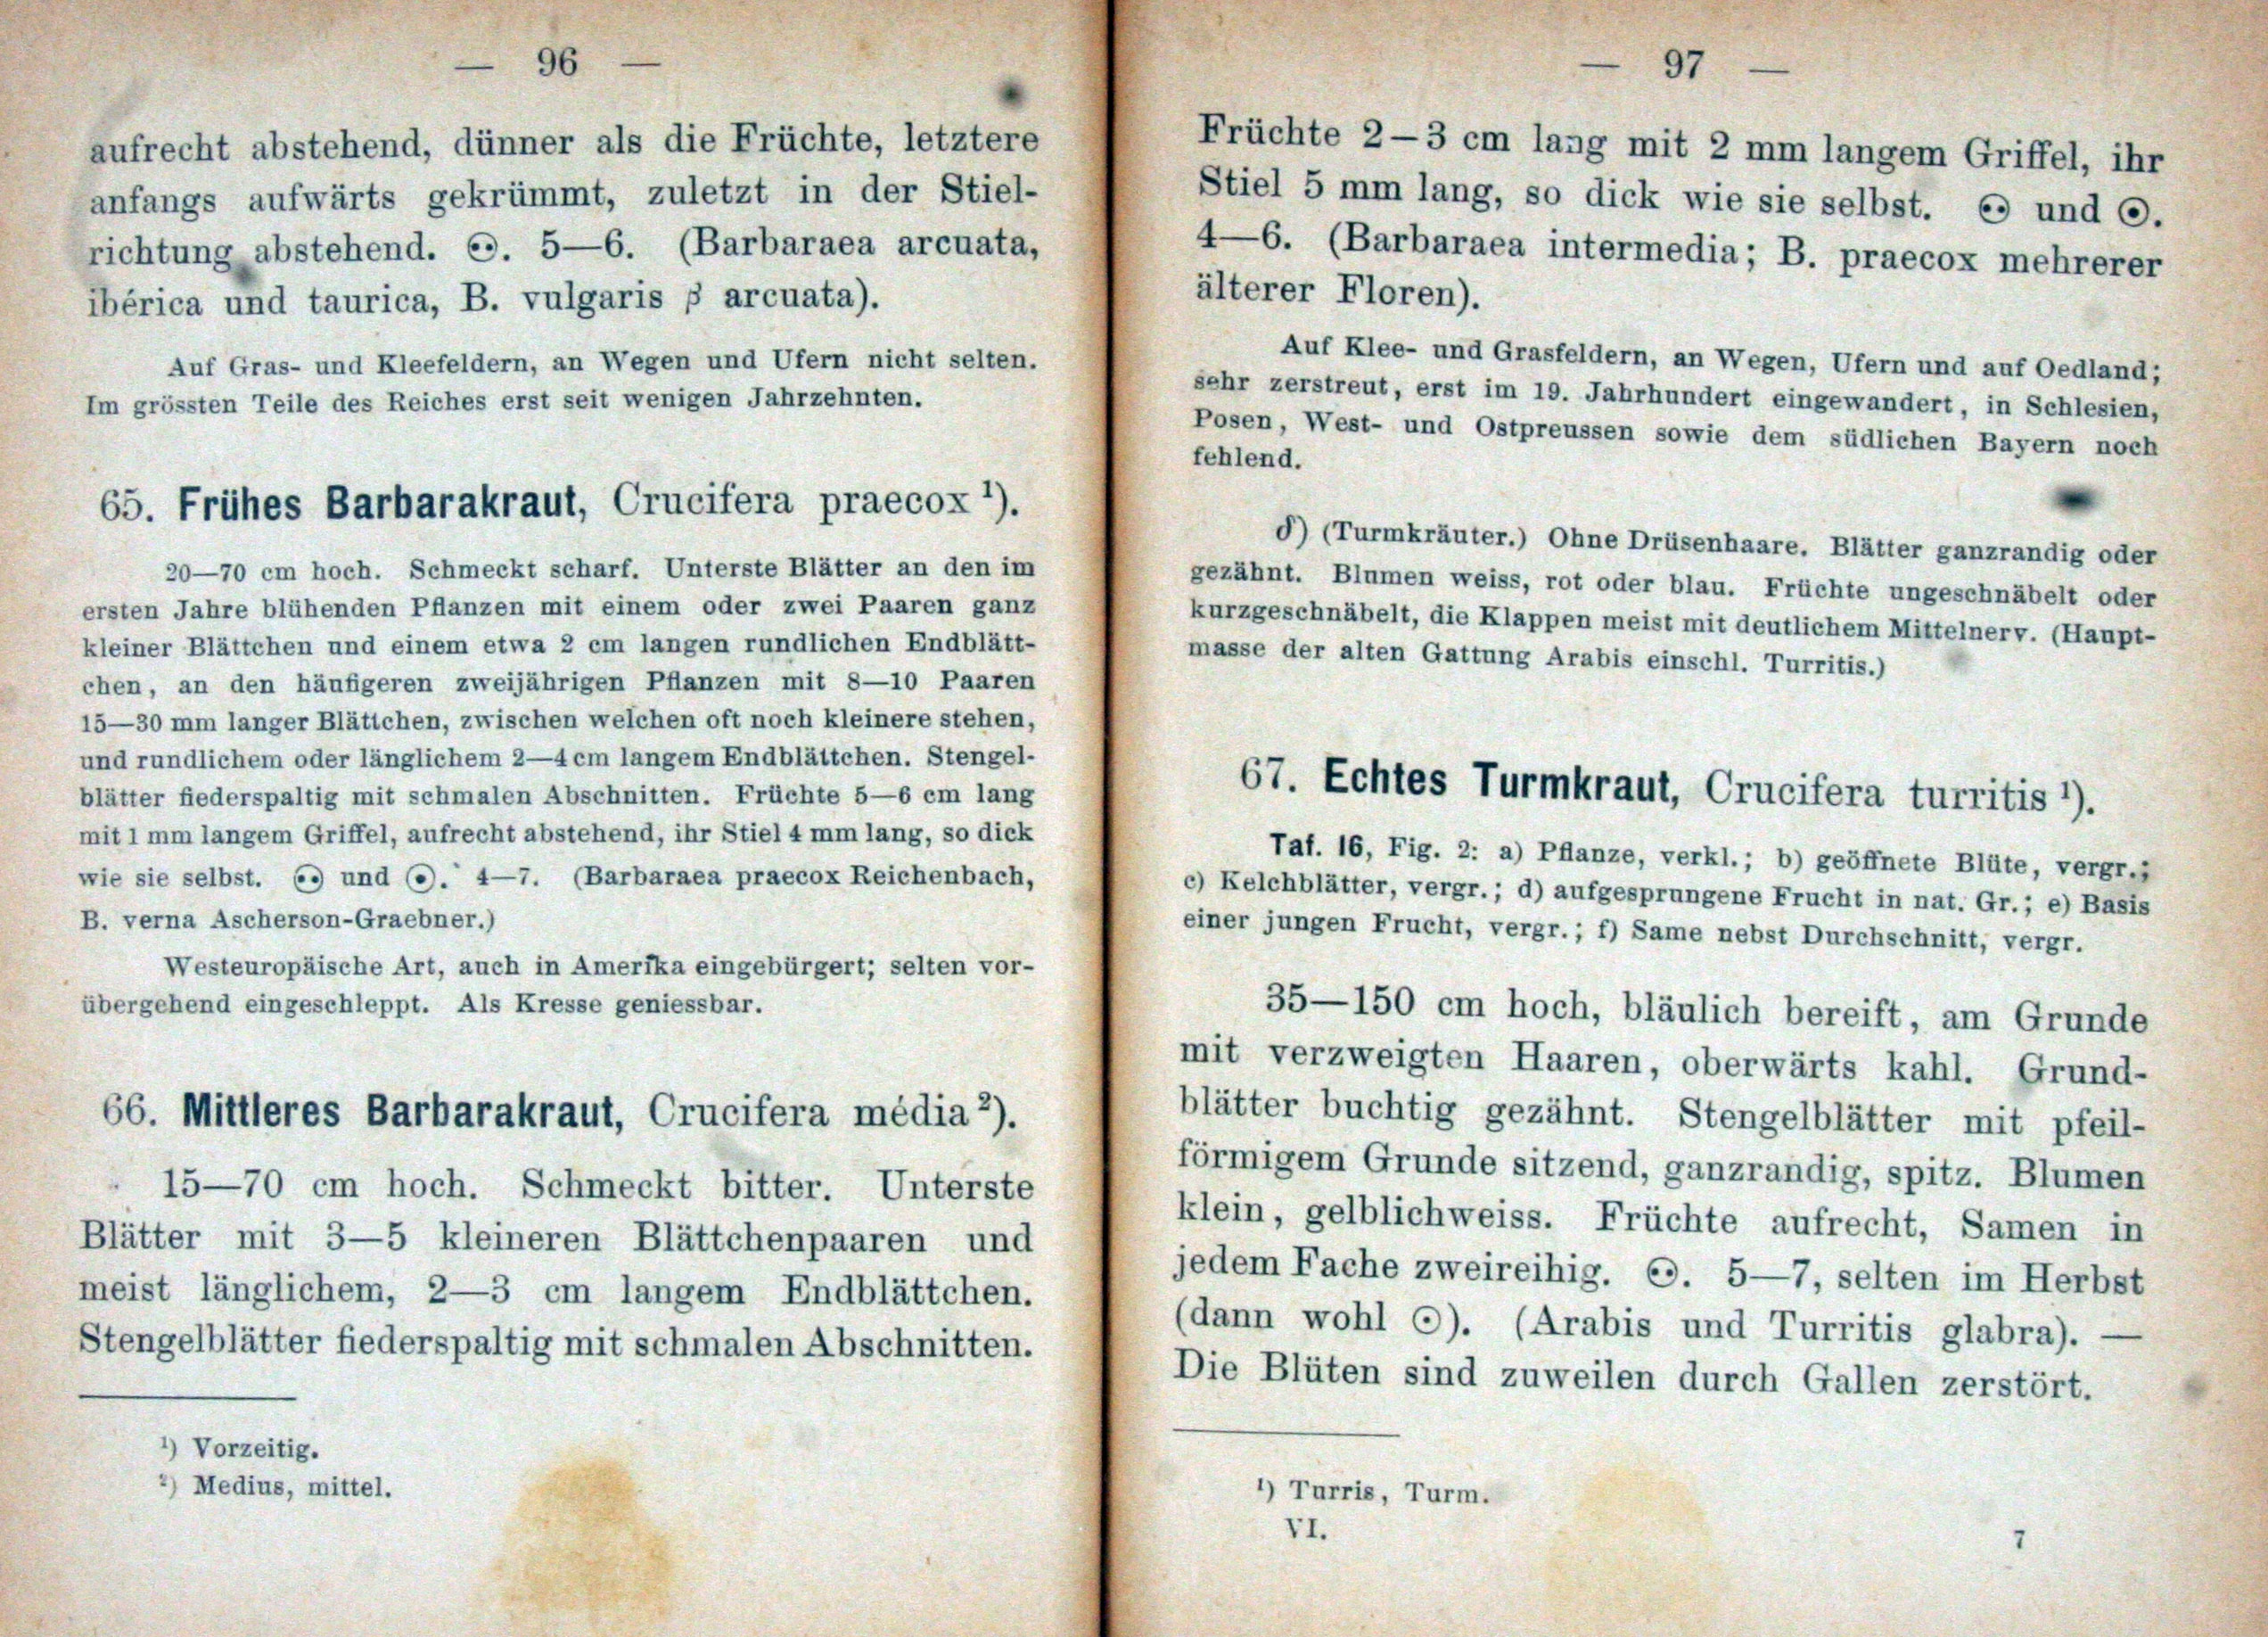 — 96 —
aufrecht abstehend, dünner als die Früchte, letztere
anfangs aufwärts gekrümmt, zuletzt in der Stiel-
richtung abstehend. ⊙. 5—6. (Barbaraea arcuata,
ibérica und taurica, B. vulgaris β arcuata).
Auf Gras- und Kleefeldern, an Wegen und Ufern nicht selten.
Im grössten Teile des Reiches erst seit wenigen Jahrzehnten.
65. Frühes Barbarakraut, Crucifera praecox ¹).
20—70 cm hoch. Schmeckt scharf. Unterste Blätter an den im
ersten Jahre blühenden Pflanzen mit einem oder zwei Paaren ganz
kleiner Blättchen und einem etwa 2 cm langen rundlichen Endblätt-
chen, an den häufigeren zweijährigen Pflanzen mit 8—10 Paaren
15—30 mm langer Blättchen, zwischen welchen oft noch kleinere stehen,
und rundlichem oder länglichem 2—4 cm langem Endblättchen. Stengel-
blätter fiederspaltig mit schmalen Abschnitten. Früchte 5—6 cm lang
mit 1 mm langem Griffel, aufrecht abstehend, ihr Stiel 4 mm lang, so dick
wie sie selbst. ⊙ und ⊙. 4—7. (Barbaraea praecox Reichenbach,
B. verna Ascherson-Graebner.)
Westeuropäische Art, auch in Amerika eingebürgert; selten vor-
übergehend eingeschleppt. Als Kresse geniessbar.
66. Mittleres Barbarakraut, Crucifera média ²).
15—70 cm hoch. Schmeckt bitter. Unterste
Blätter mit 3—5 kleineren Blättchenpaaren und
meist länglichem, 2—3 cm langem Endblättchen.
Stengelblätter fiederspaltig mit schmalen Abschnitten.
¹) Vorzeitig.
²) Medius, mittel.
— 97 —
Früchte 2—3 cm lang mit 2 mm langem Griffel, ihr
Stiel 5 mm lang, so dick wie sie selbst. ⊙ und ⊙.
4—6. (Barbaraea intermedia; B. praecox mehrerer
älterer Floren).
Auf Klee- und Grasfeldern, an Wegen, Ufern und auf Oedland;
sehr zerstreut, erst im 19. Jahrhundert eingewandert, in Schlesien,
Posen, West- und Ostpreussen sowie dem südlichen Bayern noch
fehlend.
δ) (Turmkräuter.) Ohne Drüsenhaare. Blätter ganzrandig oder
gezähnt. Blumen weiss, rot oder blau. Früchte ungeschnäbelt oder
kurzgeschnäbelt, die Klappen meist mit deutlichem Mittelnerv. (Haupt-
masse der alten Gattung Arabis einschl. Turritis.)
67. Echtes Turmkraut, Crucifera turritis ¹).
Taf. 16, Fig. 2: a) Pflanze, verkl.; b) geöffnete Blüte, vergr.;
c) Kelchblätter, vergr.; d) aufgesprungene Frucht in nat. Gr.; e) Basis
einer jungen Frucht, vergr.; f) Same nebst Durchschnitt, vergr.
35—150 cm hoch, bläulich bereift, am Grunde
mit verzweigten Haaren, oberwärts kahl. Grund-
blätter buchtig gezähnt. Stengelblätter mit pfeil-
förmigem Grunde sitzend, ganzrandig, spitz. Blumen
klein, gelblichweiss. Früchte aufrecht, Samen in
jedem Fache zweireihig. ⊙. 5—7, selten im Herbst
(dann wohl ⊙). (Arabis und Turritis glabra). —
Die Blüten sind zuweilen durch Gallen zerstört.
¹) Turris, Turm.
VI.
7